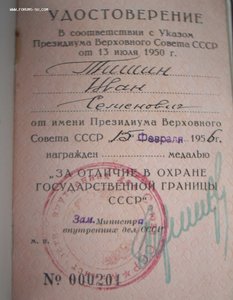 www.forums-su.com
УДОСТОВЕРЕНИЕ
В соответствии с Указом
Президиума Верховного Совета СССР
от 13 июля 1950 г.
Тишин
Иван
Семенович
от имени Президиума Верховного
Совета СССР 15 Февраля 1956 г.
награжден медалью
"ЗА ОТЛИЧИЕ В ОХРАНЕ
ГОСУДАРСТВЕННОЙ ГРАНИЦЫ
СССР"
Зам. Министра
внутренних дел СССР
М. П.
№ 000201